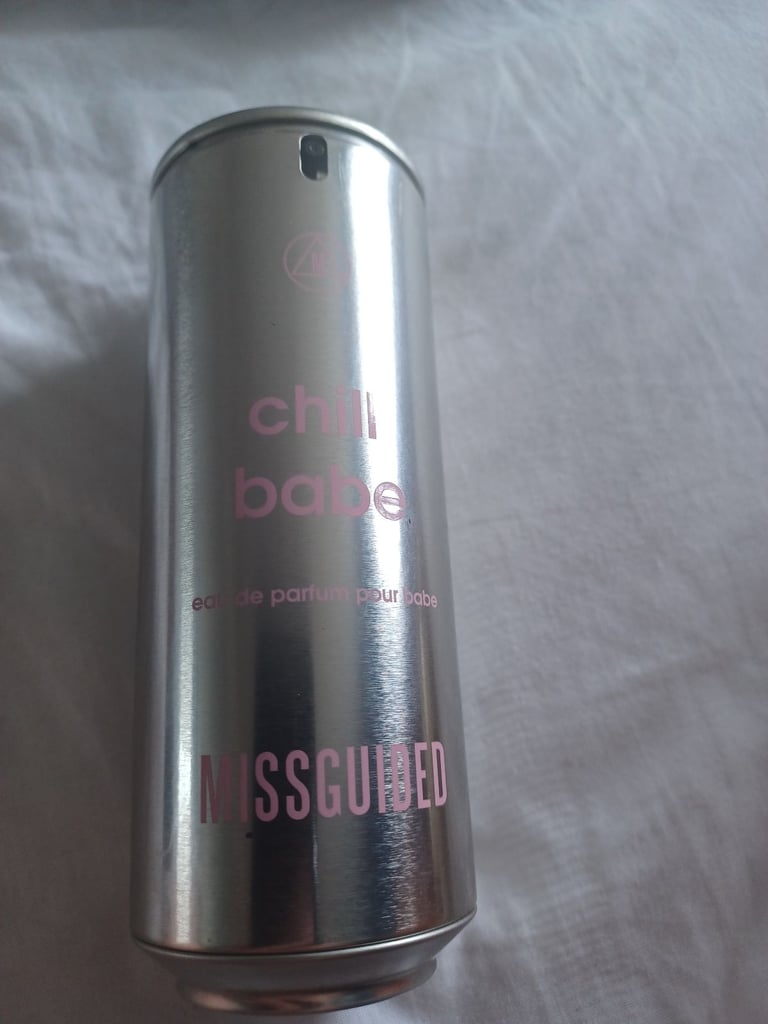 chill
babe
eau de parfum pour babe
MISSGUIDED